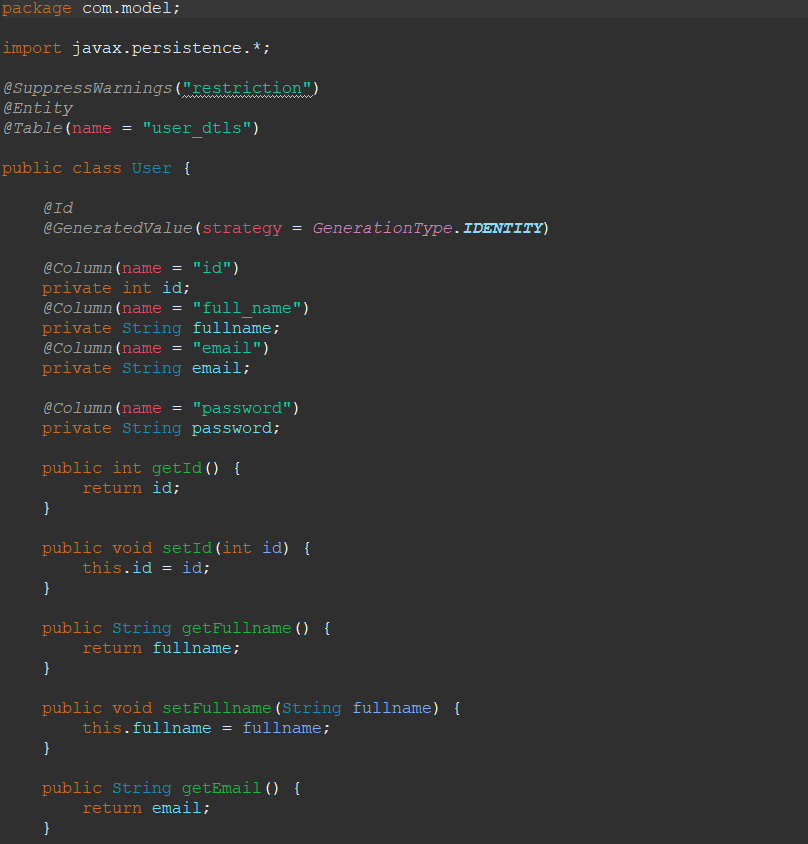 package com.model;
import javax.persistence.*;
@SuppressWarnings("restriction")
@Entity
@Table(name = "user_dtls")
public class User {
@Id
@GeneratedValue(strategy = GenerationType.IDENTITY)
@Column(name = "id")
private int id;
@Column(name = "full_name")
private String fullname;
@Column(name = "email")
private String email;
@Column(name = "password")
private String password;
public int getId() {
return id;
}
public void setId(int id) {
this.id = id;
}
public String getFullname() {
return fullname;
}
public void setFullname(String fullname) {
this.fullname = fullname;
}
public String getEmail() {
return email;
}